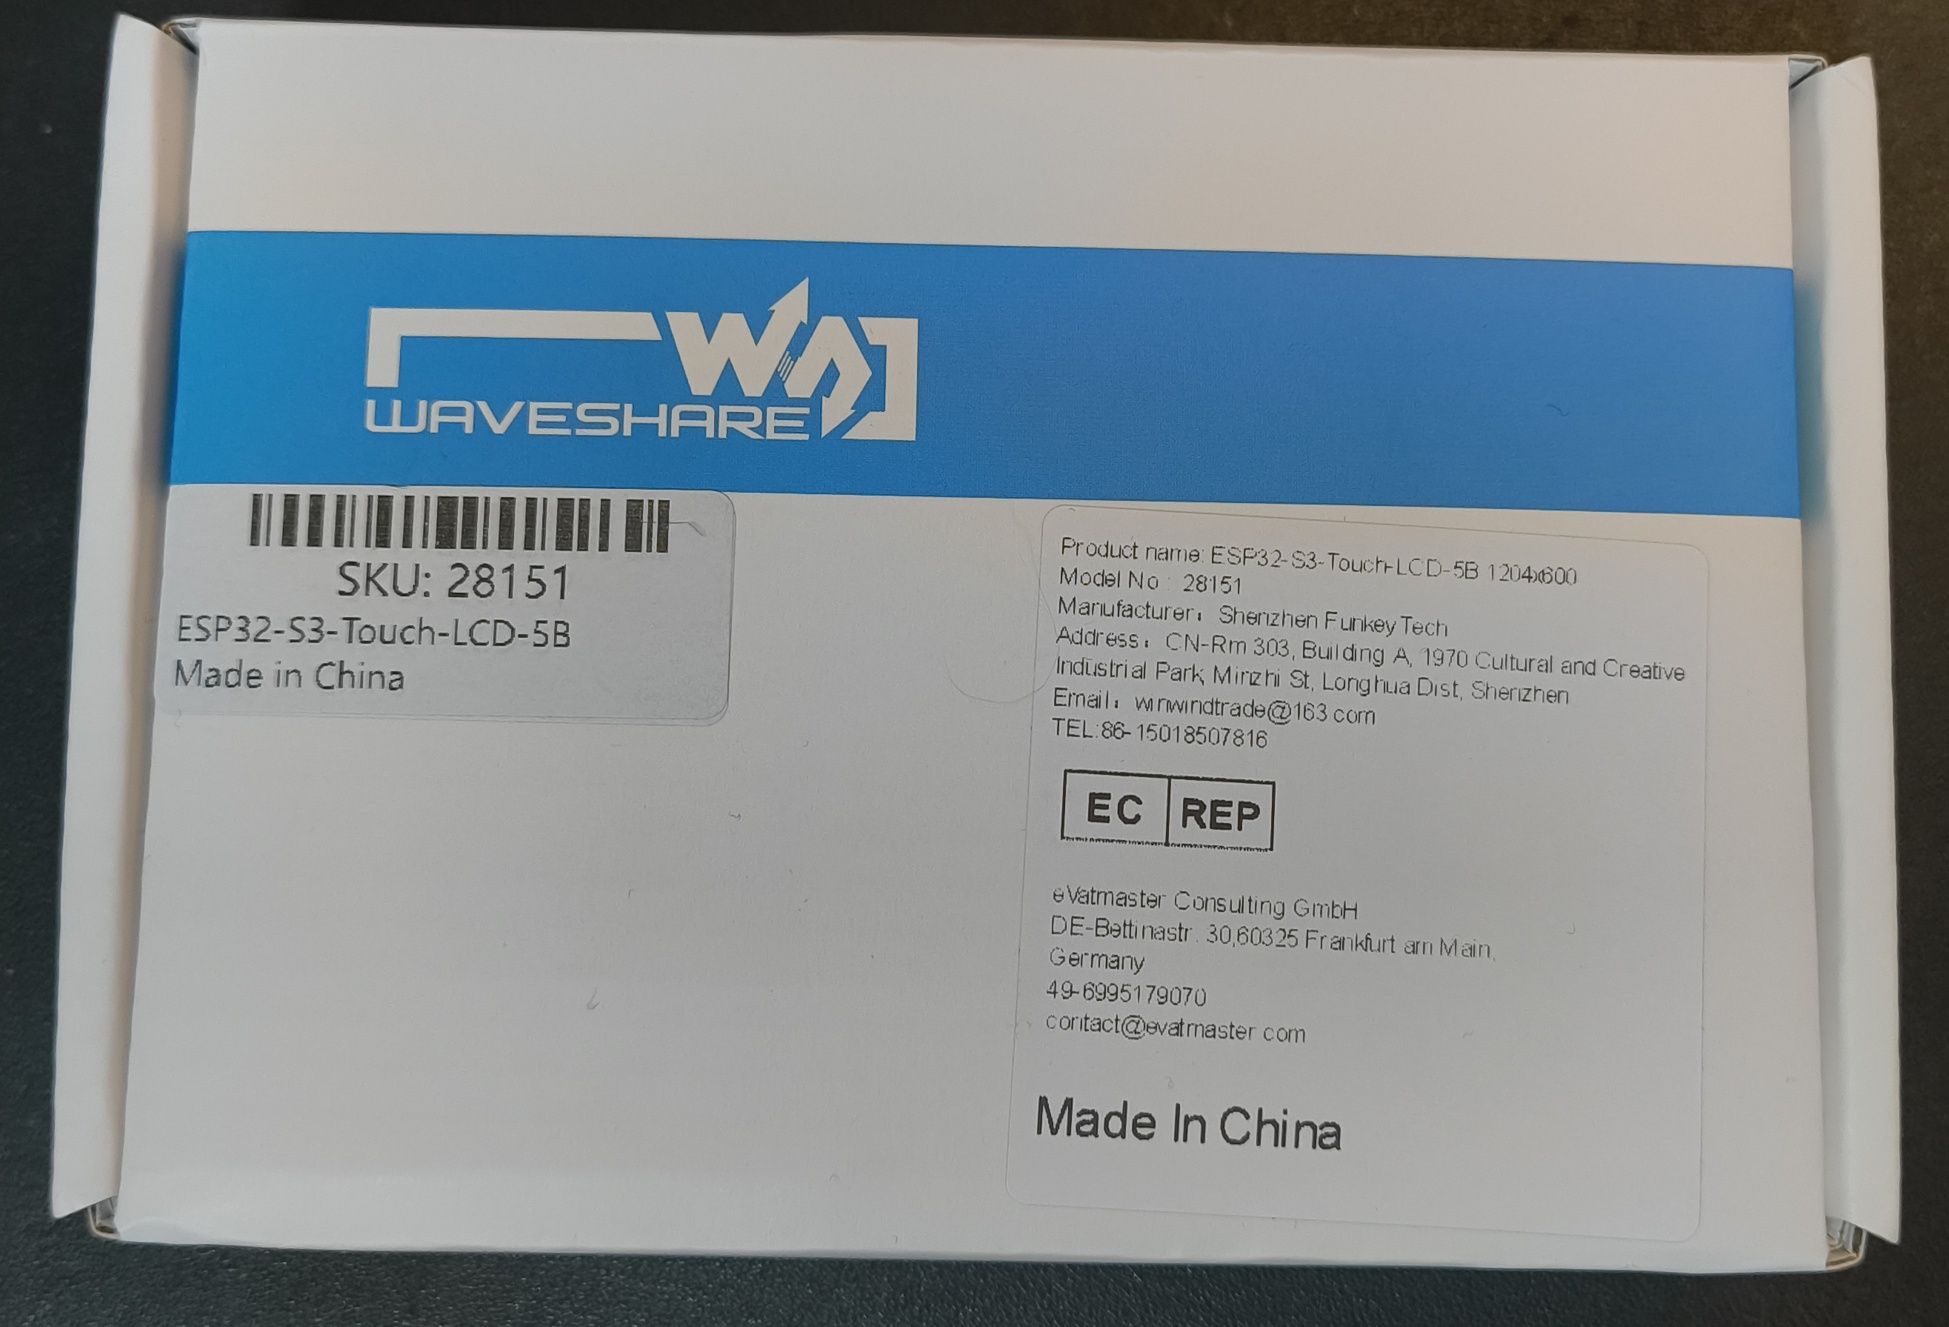 WA
WAVESHARE
SKU: 28151
ESP32-S3-Touch-LCD-5B
Made in China
Product name: ESP32-S3-Touch-LCD-5B 1204x600
Model No : 28151
Manufacturer: Shenzhen Funkey Tech
Address: CN-Rm 303, Building A, 1970 Cultural and Creative
Industrial Park, Minzhi St, Longhua Dist, Shenzhen
Email: winwindtrade@163.com
TEL:86-15018507816
EC REP
eVatmaster Consulting GmbH
DE-Bettinastr. 30,60325 Frankfurt am Main,
Germany
49-6995179070
contact@evatmaster.com
Made In China